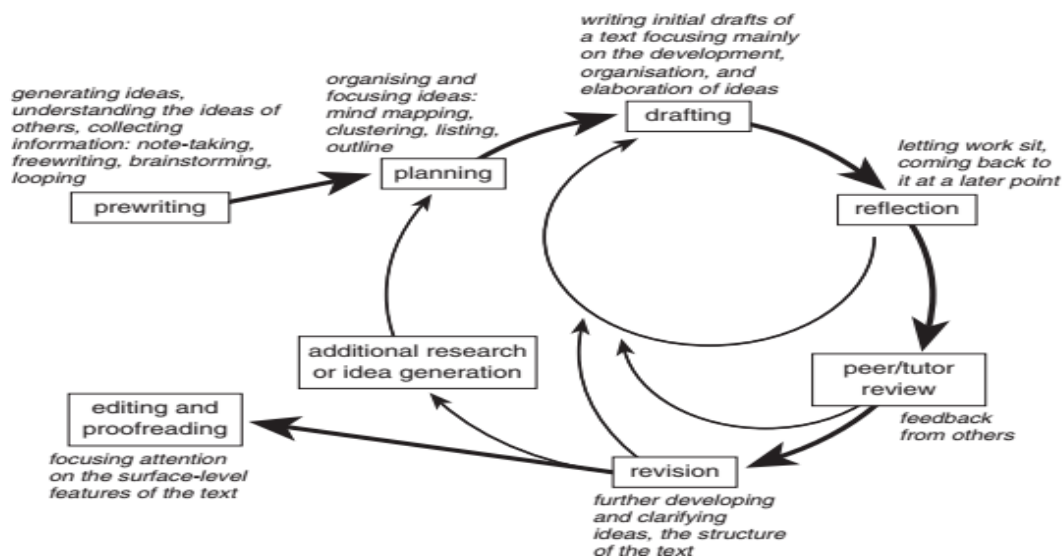 generating ideas,
understanding the ideas of
others, collecting
information: note-taking,
freewriting, brainstorming,
looping
prewriting
organising and
focusing ideas:
mind mapping,
clustering, listing,
outline
planning
writing initial drafts of
a text focusing mainly
on the development,
organisation, and
elaboration of ideas
drafting
letting work sit,
coming back to
it at a later point
reflection
peer/tutor
review
feedback
from others
revision
further developing
and clarifying
ideas, the structure
of the text
additional research
or idea generation
editing and
proofreading
focusing attention
on the surface-level
features of the text